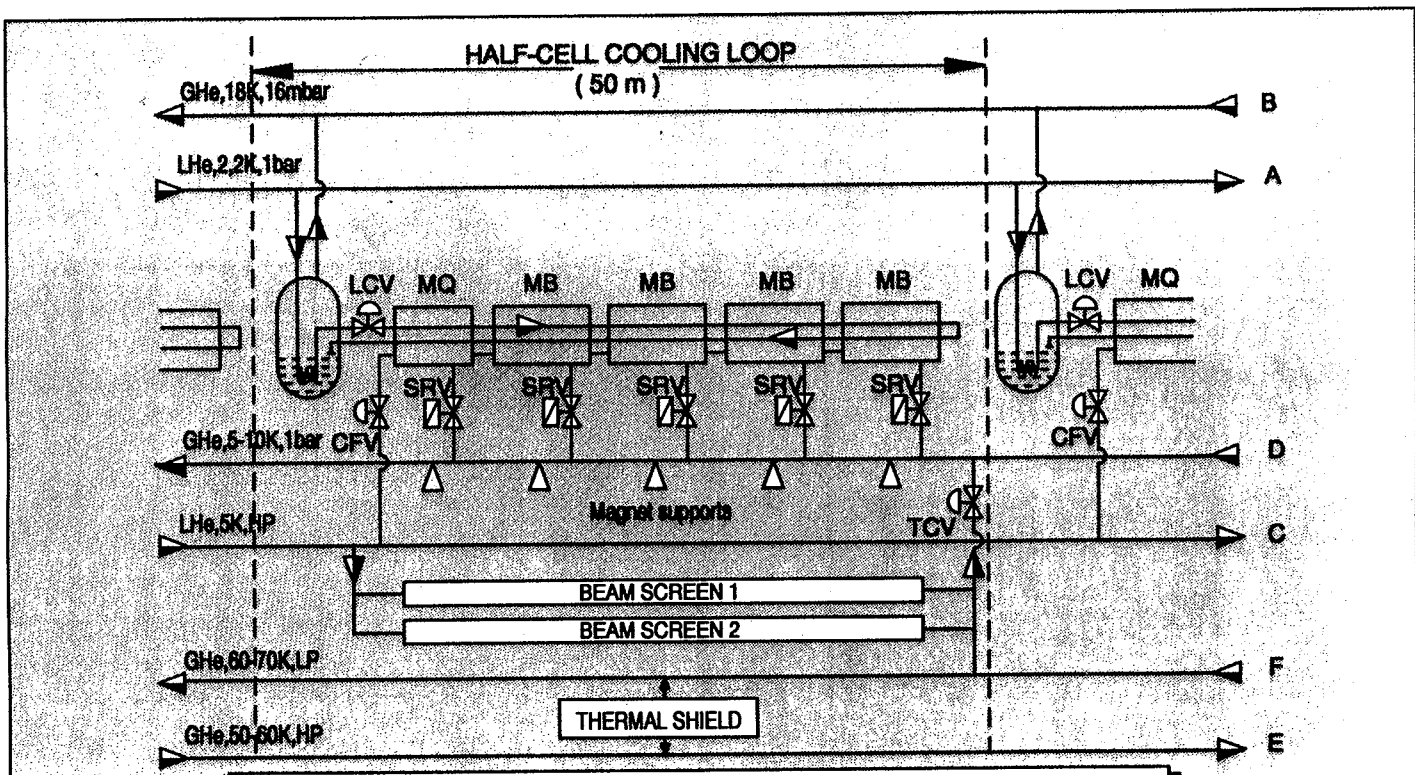 HALF-CELL COOLING LOOP
( 50 m )
GHe,18K,16mbar
B
LHe,2,2K,1bar
A
LCV MQ MB MB MB MB LCV MQ
SRV SRV SRV SRV SRV
CFV CFV
GHe,5-10K,1bar
D
Magnet supports
TCV
LHe,5K,HP
C
BEAM SCREEN 1
BEAM SCREEN 2
GHe,60-70K,LP
F
THERMAL SHIELD
GHe,50-60K,HP
E